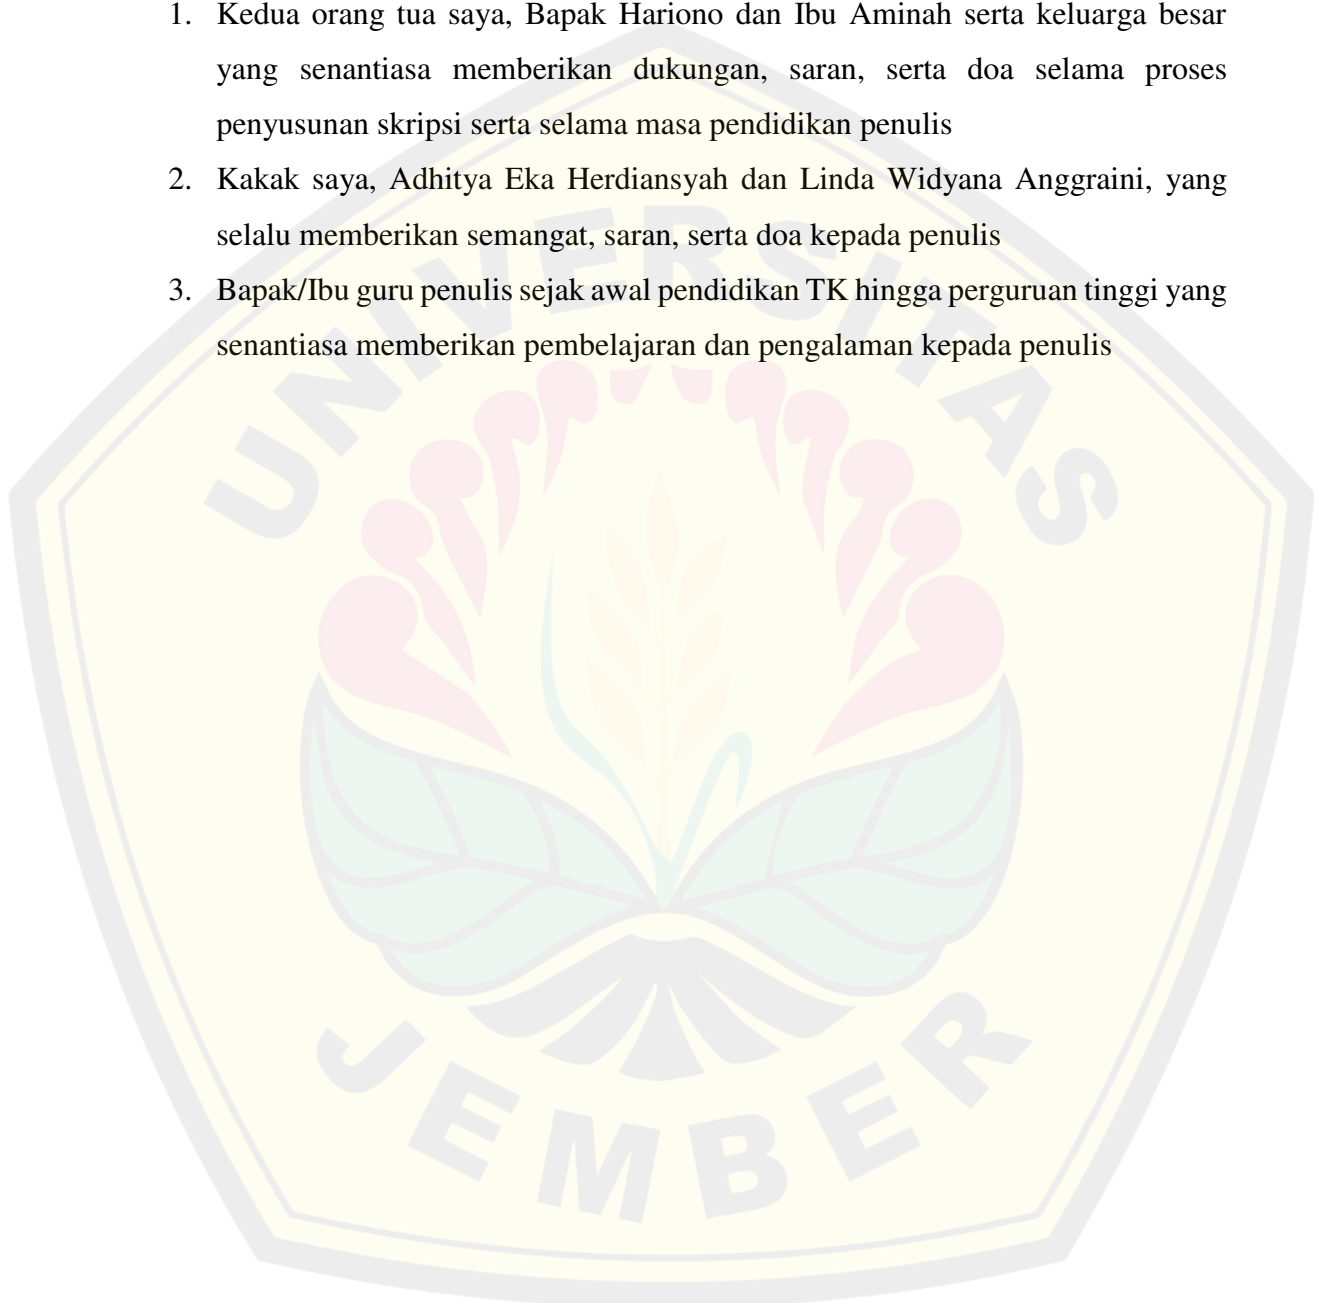 1. Kedua orang tua saya, Bapak Hariono dan Ibu Aminah serta keluarga besar
yang senantiasa memberikan dukungan, saran, serta doa selama proses
penyusunan skripsi serta selama masa pendidikan penulis
2. Kakak saya, Adhitya Eka Herdiansyah dan Linda Widyana Anggraini, yang
selalu memberikan semangat, saran, serta doa kepada penulis
3. Bapak/Ibu guru penulis sejak awal pendidikan TK hingga perguruan tinggi yang
senantiasa memberikan pembelajaran dan pengalaman kepada penulis
UNIVERSITAS
JEMBER